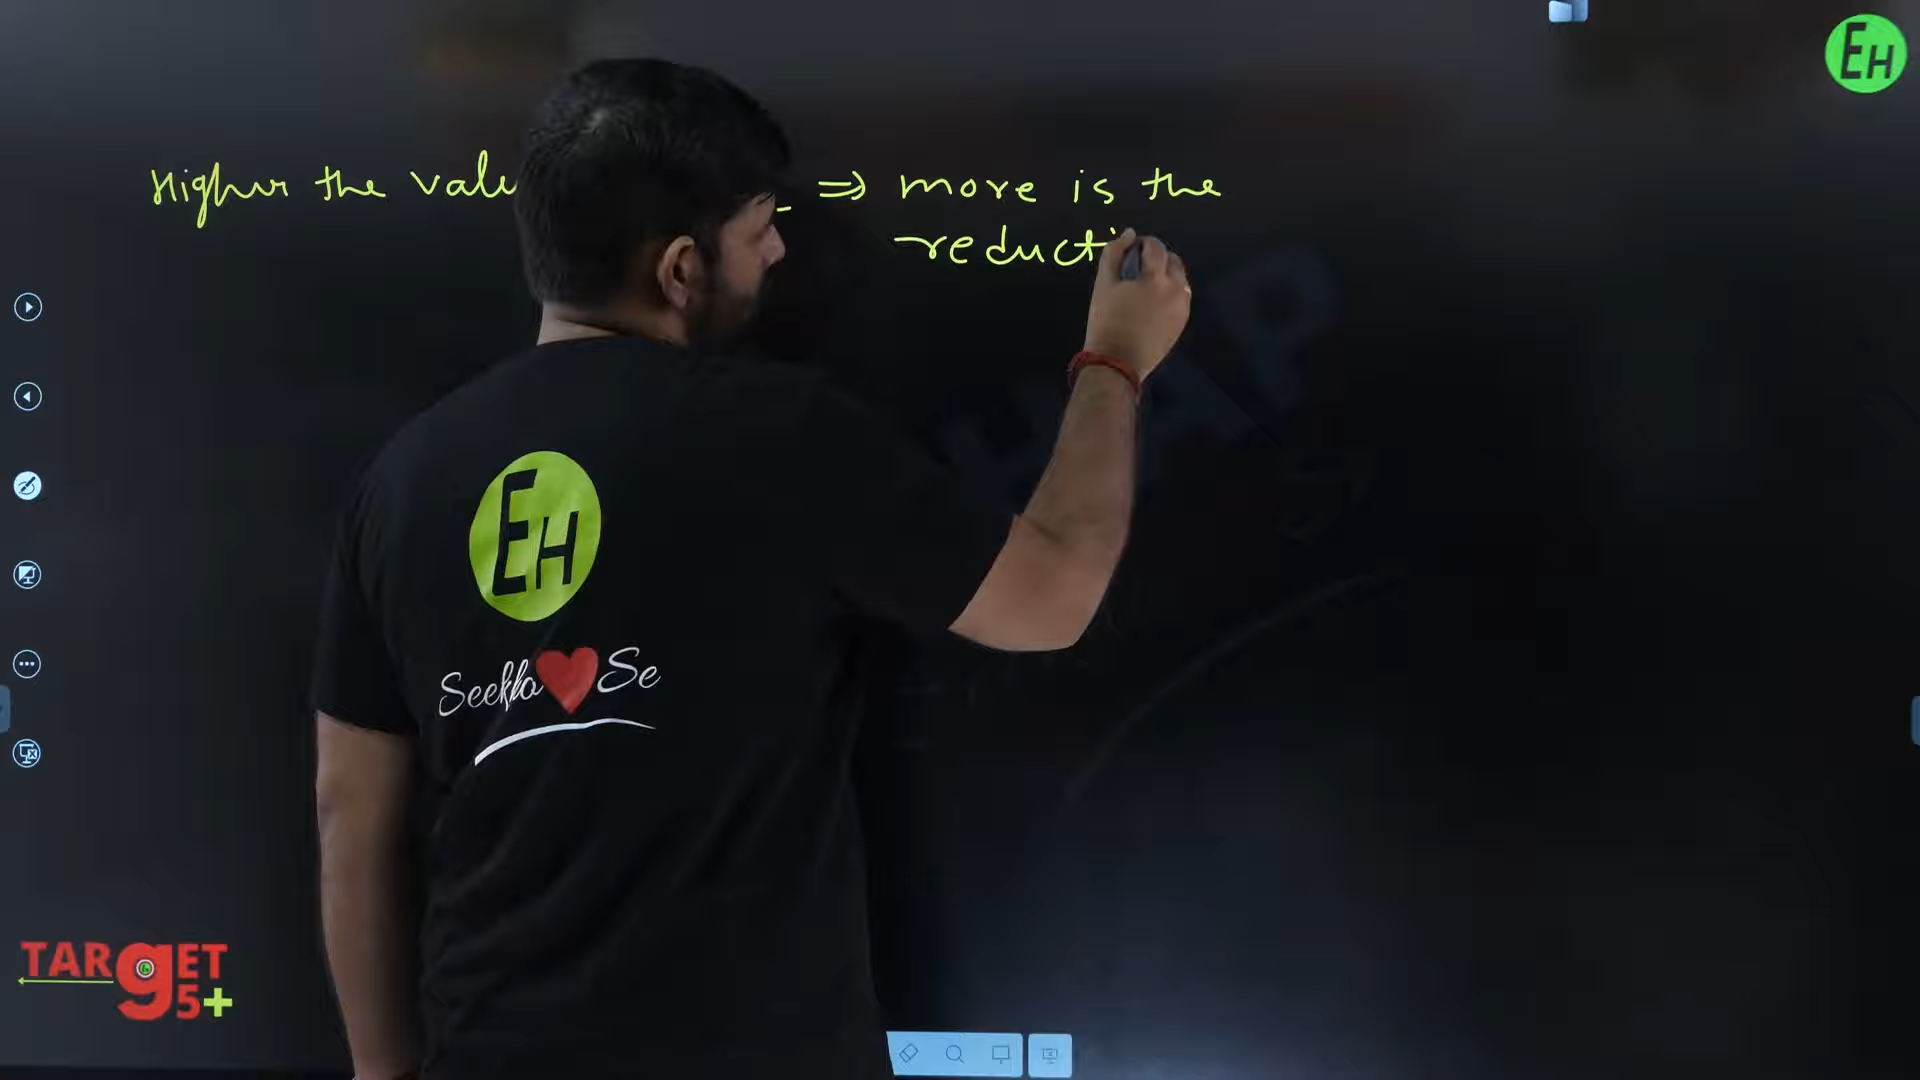 EH
Higher the valu ⇒ more is the
reducti
EH
Seekho ❤ Se
TARgET
95+